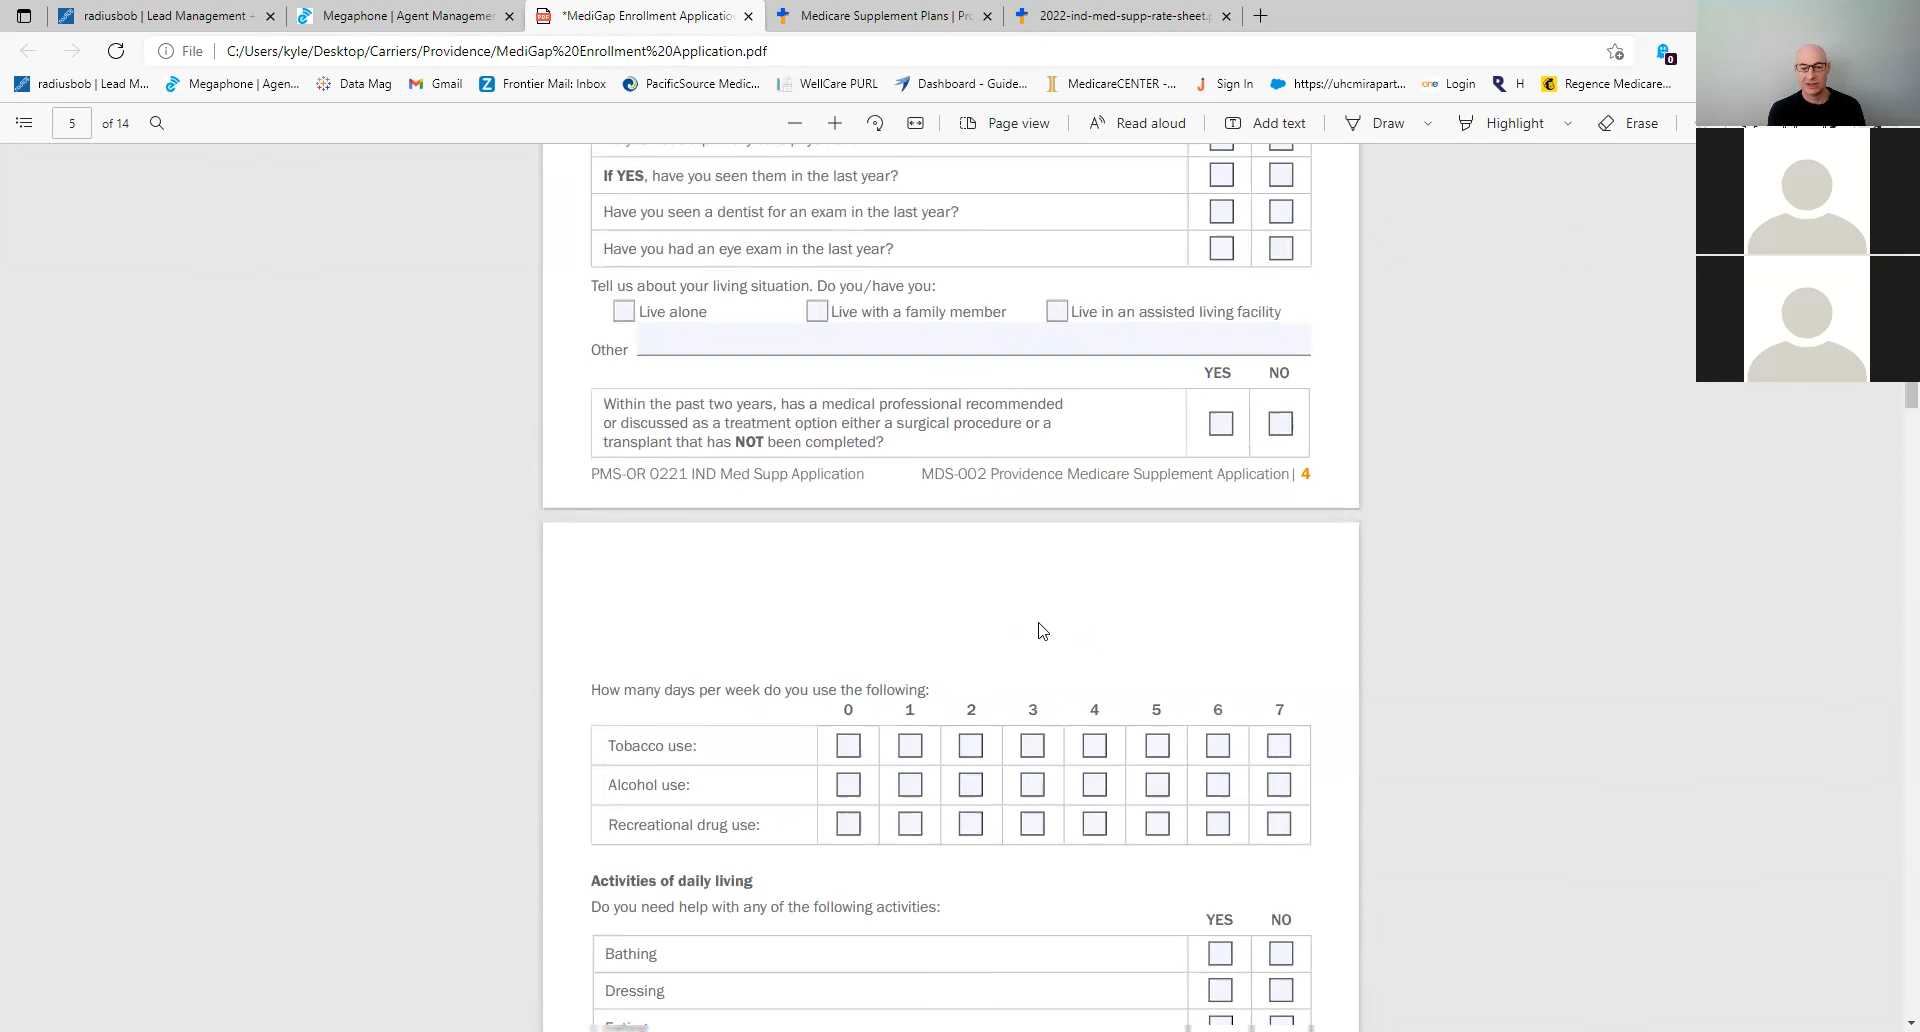 radiusbob | Lead Management -
Megaphone | Agent Managemen
*MediGap Enrollment Applicatio
Medicare Supplement Plans | Pr
2022-ind-med-supp-rate-sheet.p
File
C:/Users/kyle/Desktop/Carriers/Providence/MediGap%20Enrollment%20Application.pdf
0
radiusbob | Lead M...
Megaphone | Agen...
Data Mag
Gmail
Frontier Mail: Inbox
PacificSource Medic...
WellCare PURL
Dashboard - Guide...
MedicareCENTER -...
Sign In
https://uhcmirapart...
one Login
H
Regence Medicare...
5 of 14
Page view
Read aloud
Add text
Draw
Highlight
Erase
If YES, have you seen them in the last year?
Have you seen a dentist for an exam in the last year?
Have you had an eye exam in the last year?
Tell us about your living situation. Do you/have you:
Live alone Live with a family member Live in an assisted living facility
Other
YES NO
Within the past two years, has a medical professional recommended
or discussed as a treatment option either a surgical procedure or a
transplant that has NOT been completed?
PMS-OR 0221 IND Med Supp Application MDS-002 Providence Medicare Supplement Application| 4
How many days per week do you use the following:
0 1 2 3 4 5 6 7
Tobacco use:
Alcohol use:
Recreational drug use:
Activities of daily living
Do you need help with any of the following activities:
YES NO
Bathing
Dressing